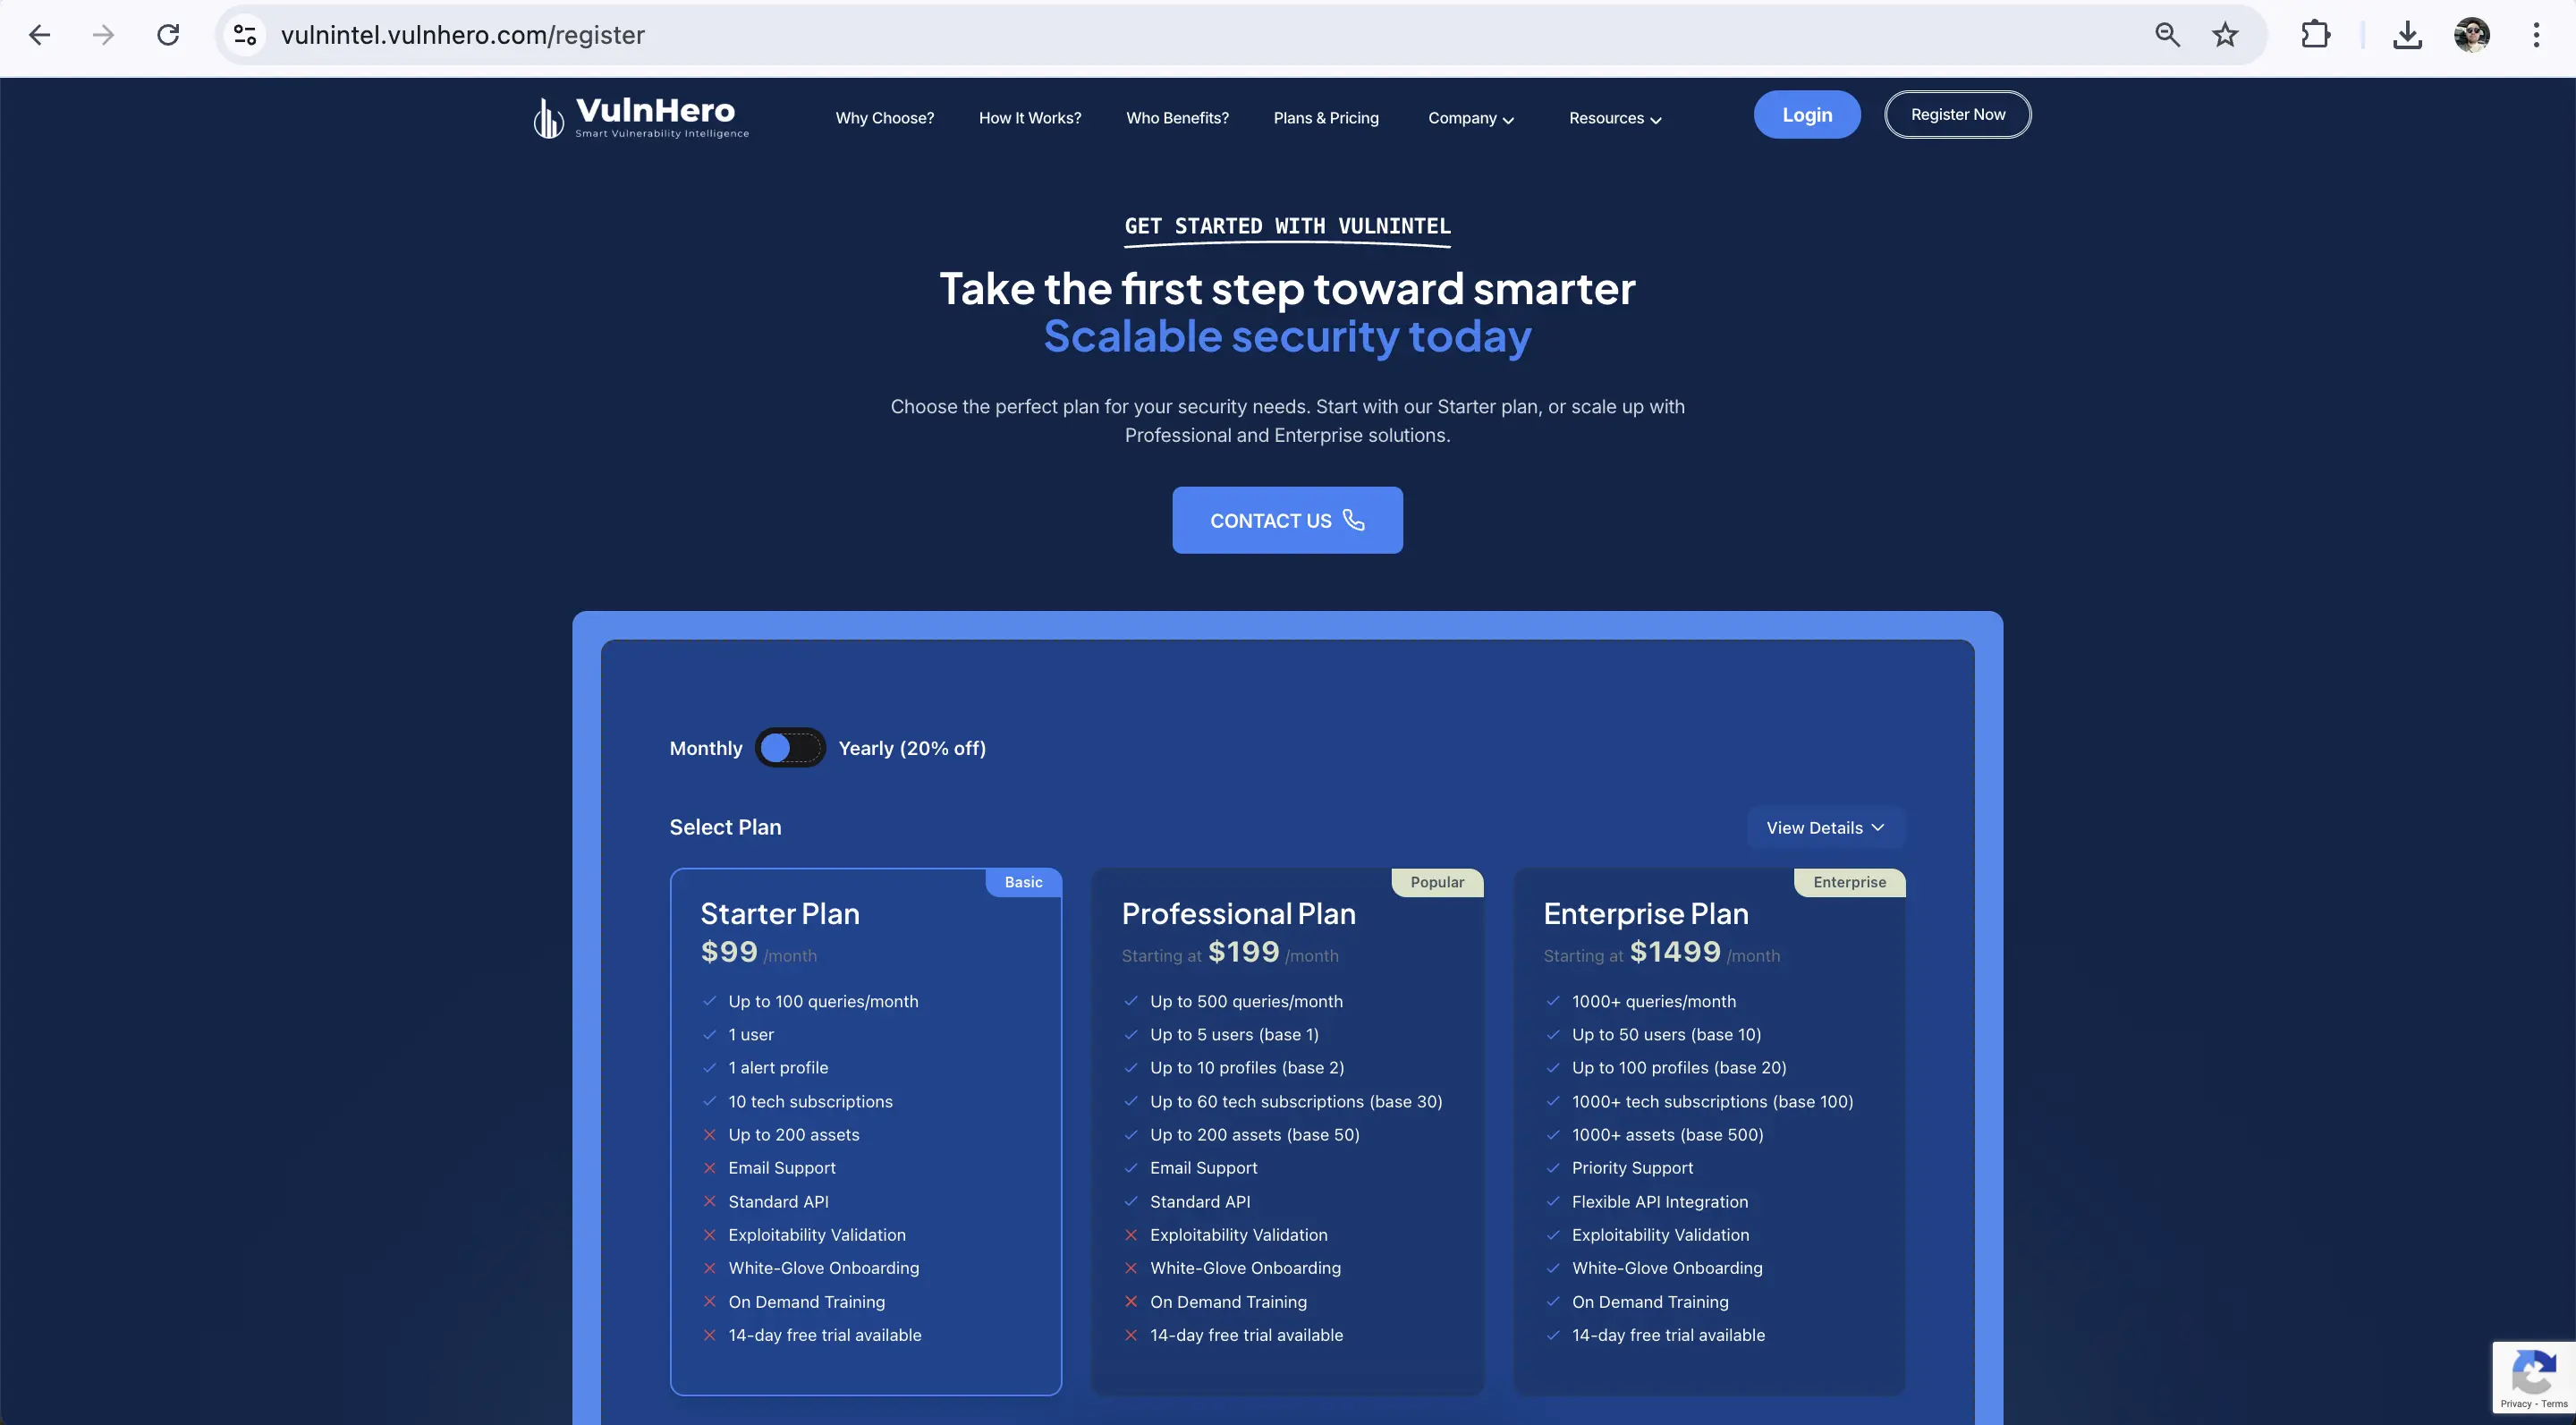 vulnintel.vulnhero.com/register
VulnHero
Smart Vulnerability Intelligence
Why Choose?
How It Works?
Who Benefits?
Plans & Pricing
Company
Resources
Login
Register Now
GET STARTED WITH VULNINTEL
Take the first step toward smarter
Scalable security today
Choose the perfect plan for your security needs. Start with our Starter plan, or scale up with
Professional and Enterprise solutions.
CONTACT US
Monthly
Yearly (20% off)
Select Plan
View Details
Basic
Starter Plan
$99 /month
Up to 100 queries/month
1 user
1 alert profile
10 tech subscriptions
Up to 200 assets
Email Support
Standard API
Exploitability Validation
White-Glove Onboarding
On Demand Training
14-day free trial available
Popular
Professional Plan
Starting at $199 /month
Up to 500 queries/month
Up to 5 users (base 1)
Up to 10 profiles (base 2)
Up to 60 tech subscriptions (base 30)
Up to 200 assets (base 50)
Email Support
Standard API
Exploitability Validation
White-Glove Onboarding
On Demand Training
14-day free trial available
Enterprise
Enterprise Plan
Starting at $1499 /month
1000+ queries/month
Up to 50 users (base 10)
Up to 100 profiles (base 20)
1000+ tech subscriptions (base 100)
1000+ assets (base 500)
Priority Support
Flexible API Integration
Exploitability Validation
White-Glove Onboarding
On Demand Training
14-day free trial available
Privacy - Terms